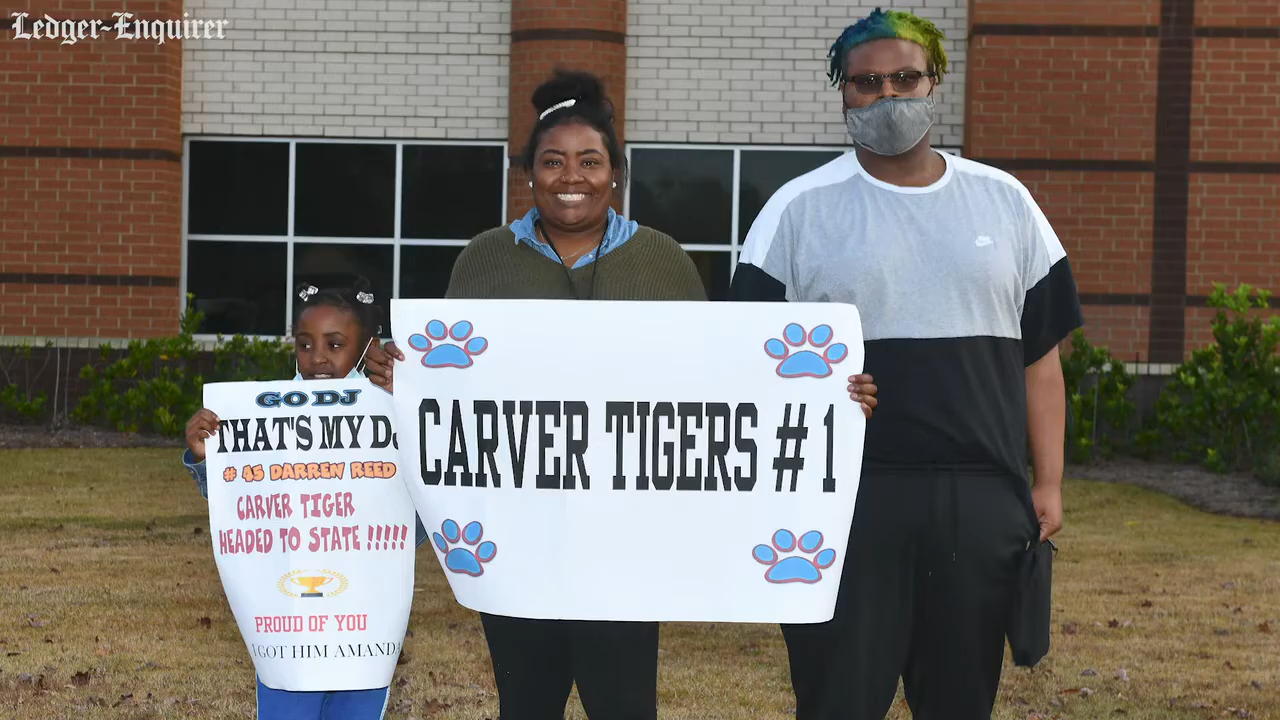 Ledger-Enquirer
GO DJ
THAT'S MY DJ
# 45 DARREN REED
CARVER TIGER
HEADED TO STATE !!!!!
PROUD OF YOU
I GOT HIM AMANDA
CARVER TIGERS # 1